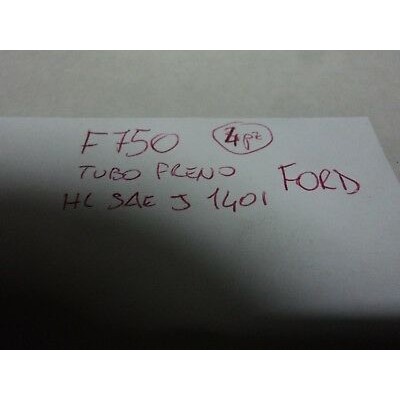 F750 4pz
TUBO FRENO FORD
HL SAE J 1401